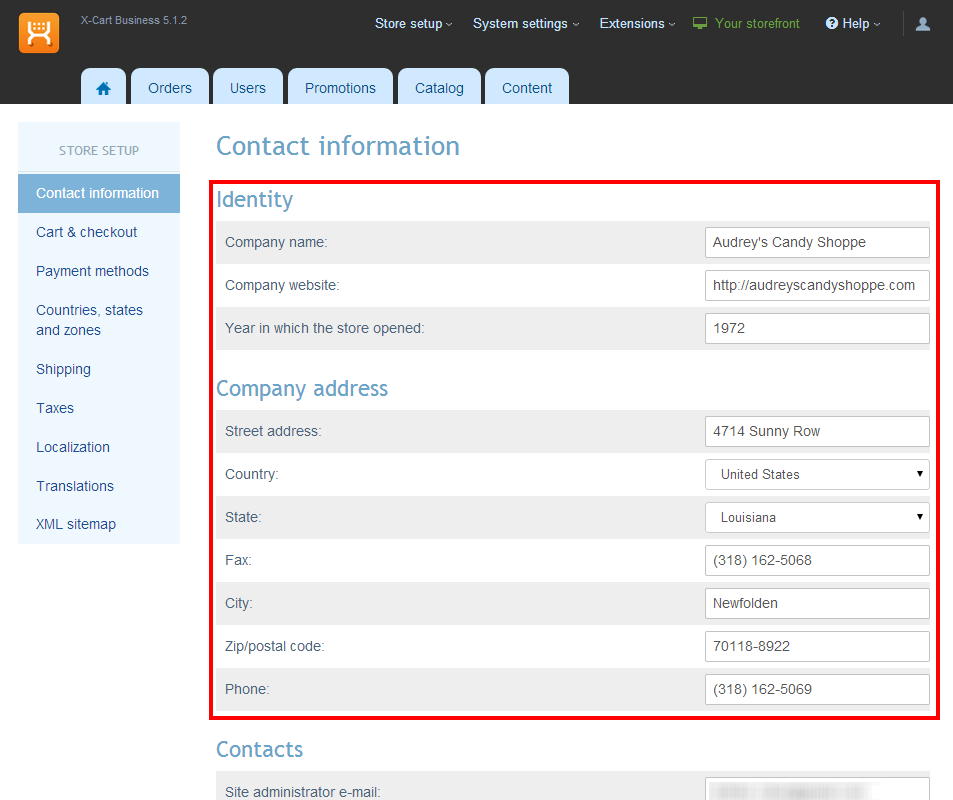 X-Cart Business 5.1.2
Store setup System settings Extensions Your storefront Help
Orders Users Promotions Catalog Content
STORE SETUP
Contact information
Cart & checkout
Payment methods
Countries, states
and zones
Shipping
Taxes
Localization
Translations
XML sitemap
Contact information
Identity
Company name: Audrey's Candy Shoppe
Company website: http://audreyscandyshoppe.com
Year in which the store opened: 1972
Company address
Street address: 4714 Sunny Row
Country: United States
State: Louisiana
Fax: (318) 162-5068
City: Newfolden
Zip/postal code: 70118-8922
Phone: (318) 162-5069
Contacts
Site administrator e-mail: